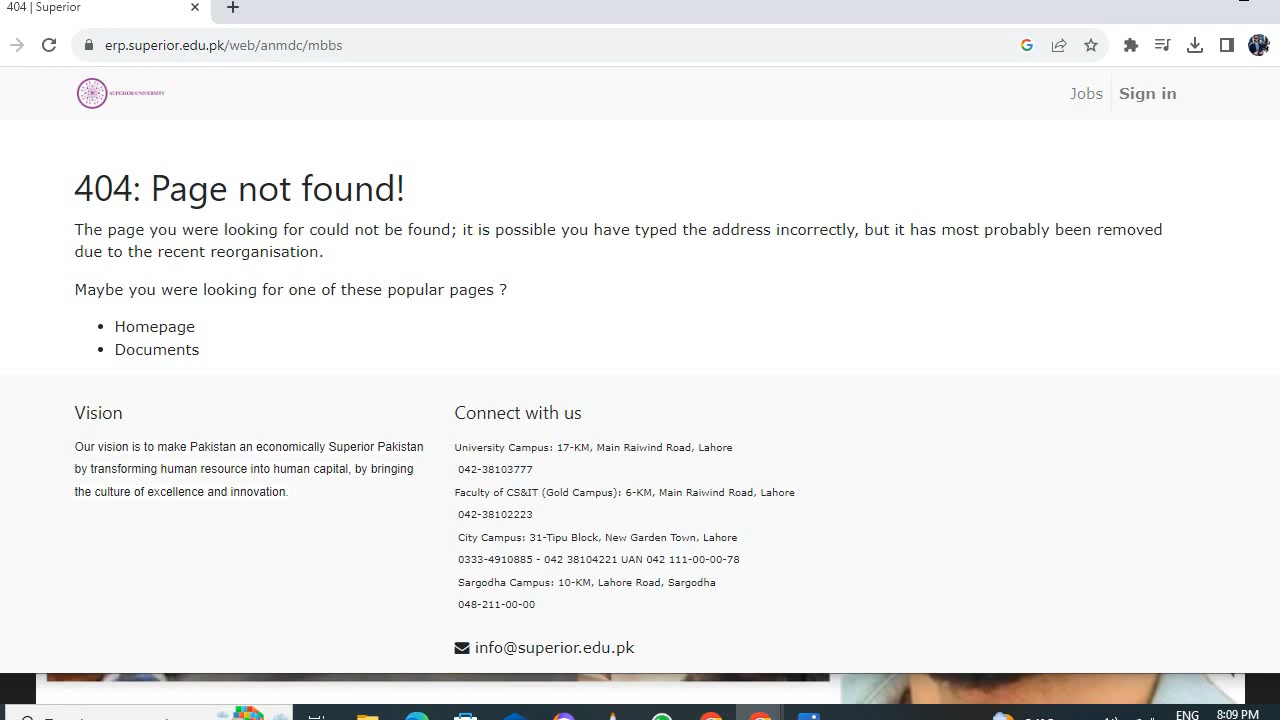 404 | Superior
erp.superior.edu.pk/web/anmdc/mbbs
SUPERIOR UNIVERSITY
Jobs
Sign in
404: Page not found!
The page you were looking for could not be found; it is possible you have typed the address incorrectly, but it has most probably been removed
due to the recent reorganisation.
Maybe you were looking for one of these popular pages ?
• Homepage
• Documents
Vision
Our vision is to make Pakistan an economically Superior Pakistan
by transforming human resource into human capital, by bringing
the culture of excellence and innovation.
Connect with us
University Campus: 17-KM, Main Raiwind Road, Lahore
042-38103777
Faculty of CS&IT (Gold Campus): 6-KM, Main Raiwind Road, Lahore
042-38102223
City Campus: 31-Tipu Block, New Garden Town, Lahore
0333-4910885 - 042 38104221 UAN 042 111-00-00-78
Sargodha Campus: 10-KM, Lahore Road, Sargodha
048-211-00-00
info@superior.edu.pk
ENG
8:09 PM